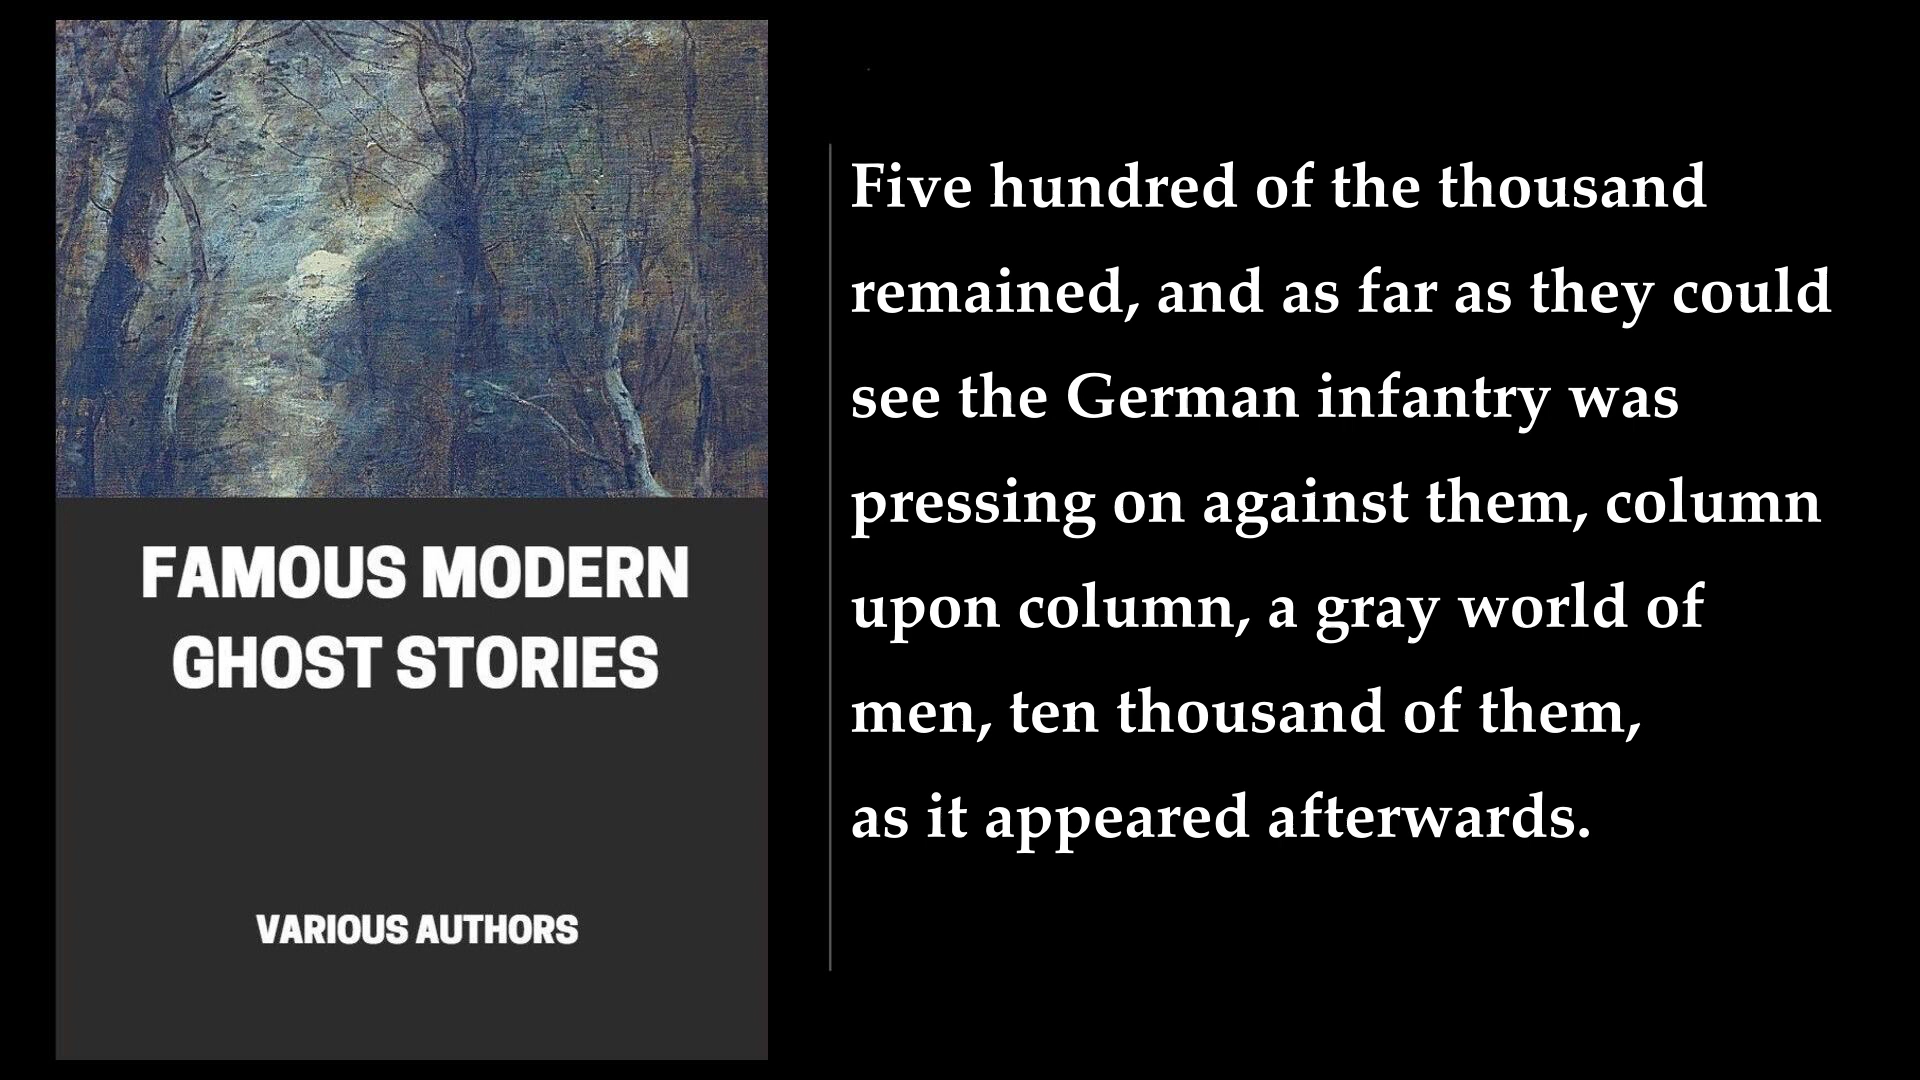 FAMOUS MODERN
GHOST STORIES
VARIOUS AUTHORS
Five hundred of the thousand
remained, and as far as they could
see the German infantry was
pressing on against them, column
upon column, a gray world of
men, ten thousand of them,
as it appeared afterwards.